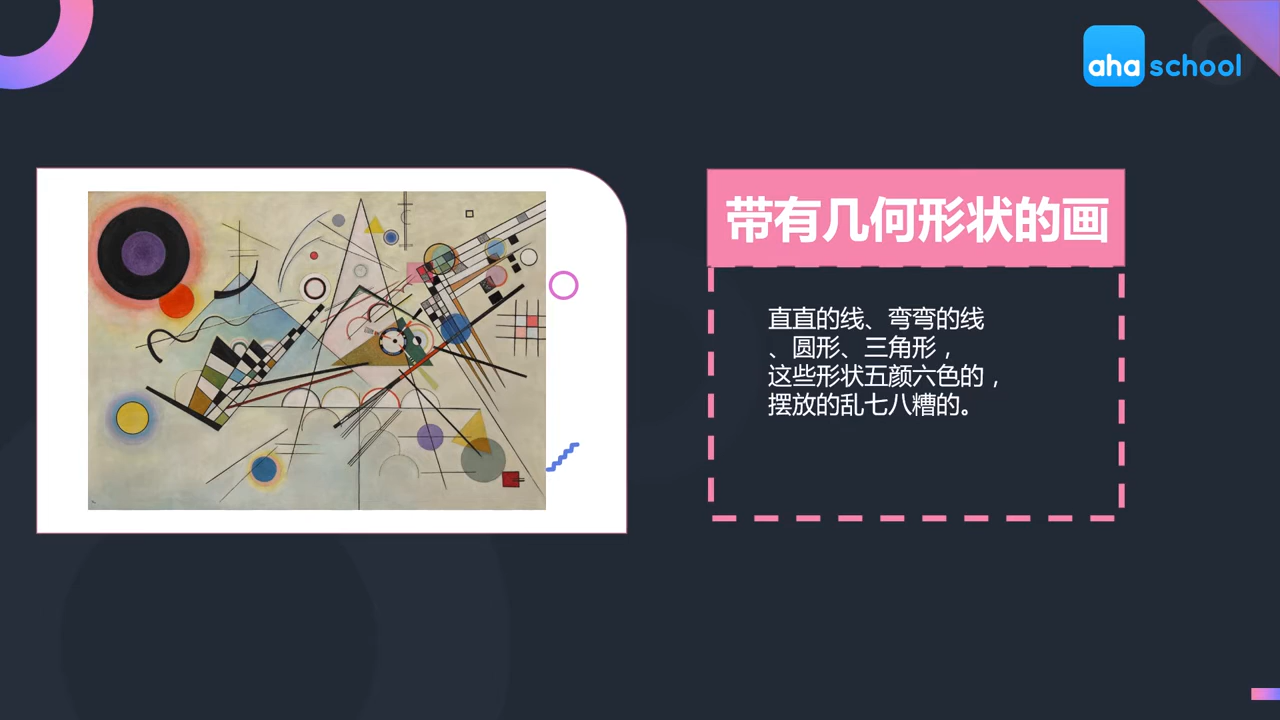 aha school
带有几何形状的画
直直的线、弯弯的线
、圆形、三角形，
这些形状五颜六色的，
摆放的乱七八糟的。